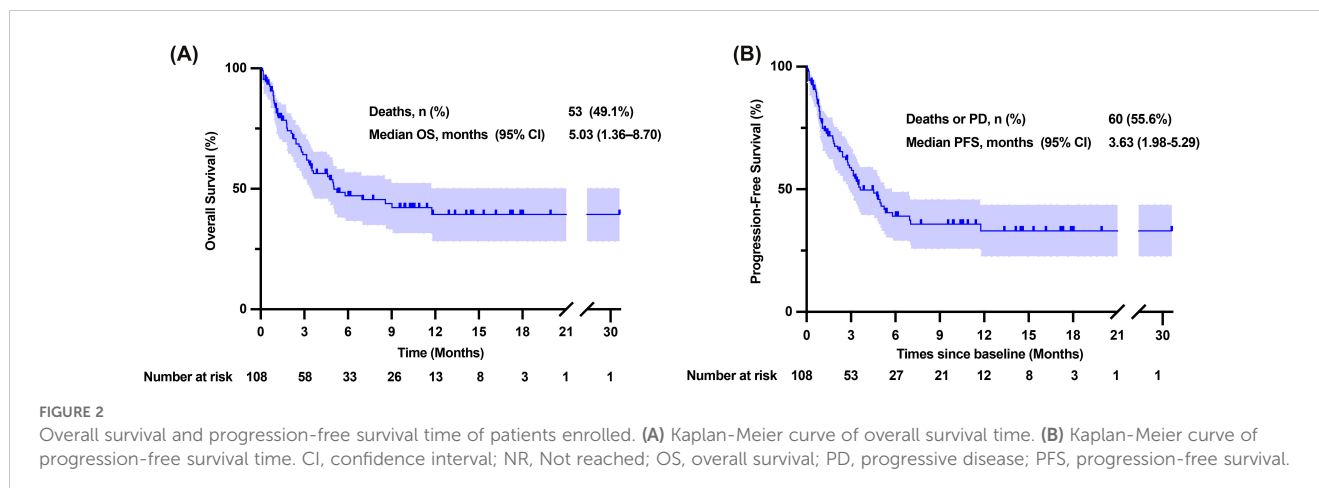 (A)
100
50
0
Overall Survival (%)
Deaths, n (%) 53 (49.1%)
Median OS, months (95% CI) 5.03 (1.36–8.70)
0 3 6 9 12 15 18 21 30
Time (Months)
Number at risk 108 58 33 26 13 8 3 1 1
(B)
100
50
0
Progression-Free Survival (%)
Deaths or PD, n (%) 60 (55.6%)
Median PFS, months (95% CI) 3.63 (1.98-5.29)
0 3 6 9 12 15 18 21 30
Times since baseline (Months)
Number at risk 108 53 27 21 12 8 3 1 1
FIGURE 2
Overall survival and progression-free survival time of patients enrolled. (A) Kaplan-Meier curve of overall survival time. (B) Kaplan-Meier curve of
progression-free survival time. CI, confidence interval; NR, Not reached; OS, overall survival; PD, progressive disease; PFS, progression-free survival.